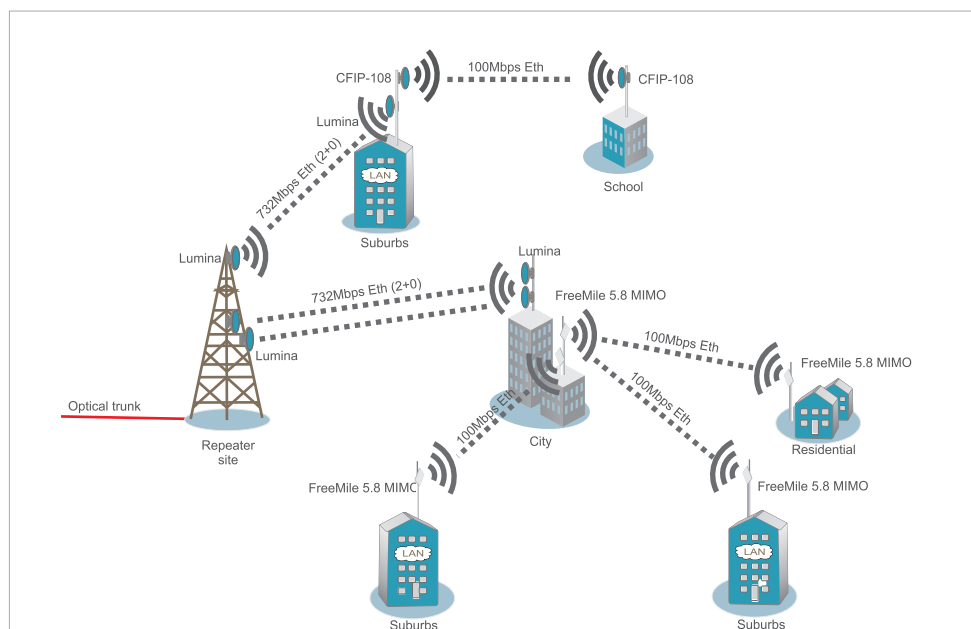 CFIP-108
100Mbps Eth
CFIP-108
Lumina
732Mbps Eth (2+0)
LAN
School
Suburbs
Lumina
Lumina
732Mbps Eth (2+0)
FreeMile 5.8 MIMO
Lumina
100Mbps Eth
FreeMile 5.8 MIMO
100Mbps Eth
Optical trunk
100Mbps Eth
Repeater
site
City
Residential
FreeMile 5.8 MIMO
FreeMile 5.8 MIMO
LAN
LAN
Suburbs
Suburbs